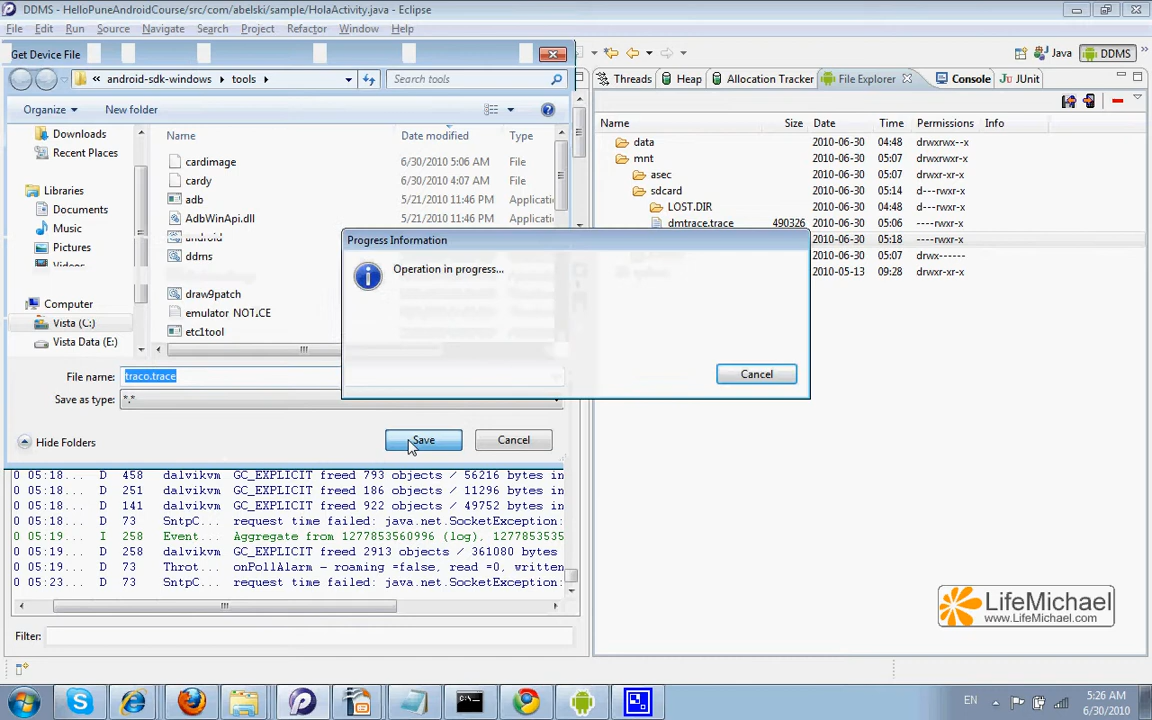 DDMS - HelloPuneAndroidCourse/src/com/abelski/sample/HolaActivity.java - Eclipse
File Edit Run Source Navigate Search Project Refactor Window Help
Get Device File
Java DDMS
android-sdk-windows tools
Search tools
Threads Heap Allocation Tracker File Explorer Console JUnit
Organize New folder
Name Size Date Time Permissions Info
Downloads
Recent Places
Libraries
Documents
Music
Pictures
Videos
Computer
Vista (C:)
Vista Data (E:)
Name Date modified Type
cardimage 6/30/2010 5:06 AM File
cardy 6/30/2010 4:07 AM File
adb 5/21/2010 11:46 PM Applicatio
AdbWinApi.dll 5/21/2010 11:46 PM Applicatio
android
ddms
draw9patch
emulator NOTICE
etc1tool
data 2010-06-30 04:48 drwxrwx--x
mnt 2010-06-30 05:07 drwxrwxr-x
asec 2010-06-30 05:07 drwxr-xr-x
sdcard 2010-06-30 05:14 d---rwxr-x
LOST.DIR 2010-06-30 04:48 d---rwxr-x
dmtrace.trace 490326 2010-06-30 05:06 ----rwxr-x
2010-06-30 05:18 ----rwxr-x
2010-06-30 05:07 drwx------
2010-05-13 09:28 drwxr-xr-x
Progress Information
Operation in progress...
Cancel
File name: traco.trace
Save as type: *.*
Hide Folders Save Cancel
0 05:18... D 458 dalvikvm GC_EXPLICIT freed 793 objects / 56216 bytes in
0 05:18... D 251 dalvikvm GC_EXPLICIT freed 186 objects / 11296 bytes in
0 05:18... D 141 dalvikvm GC_EXPLICIT freed 922 objects / 49752 bytes in
0 05:18... D 73 SntpC... request time failed: java.net.SocketException:
0 05:19... I 258 Event... Aggregate from 1277853560996 (log), 1277853535
0 05:19... D 258 dalvikvm GC_EXPLICIT freed 2913 objects / 361080 bytes
0 05:19... D 73 Throt... onPollAlarm - roaming =false, read =0, written
0 05:23... D 73 SntpC... request time failed: java.net.SocketException:
Filter:
LifeMichael
www.LifeMichael.com
EN
5:26 AM
6/30/2010